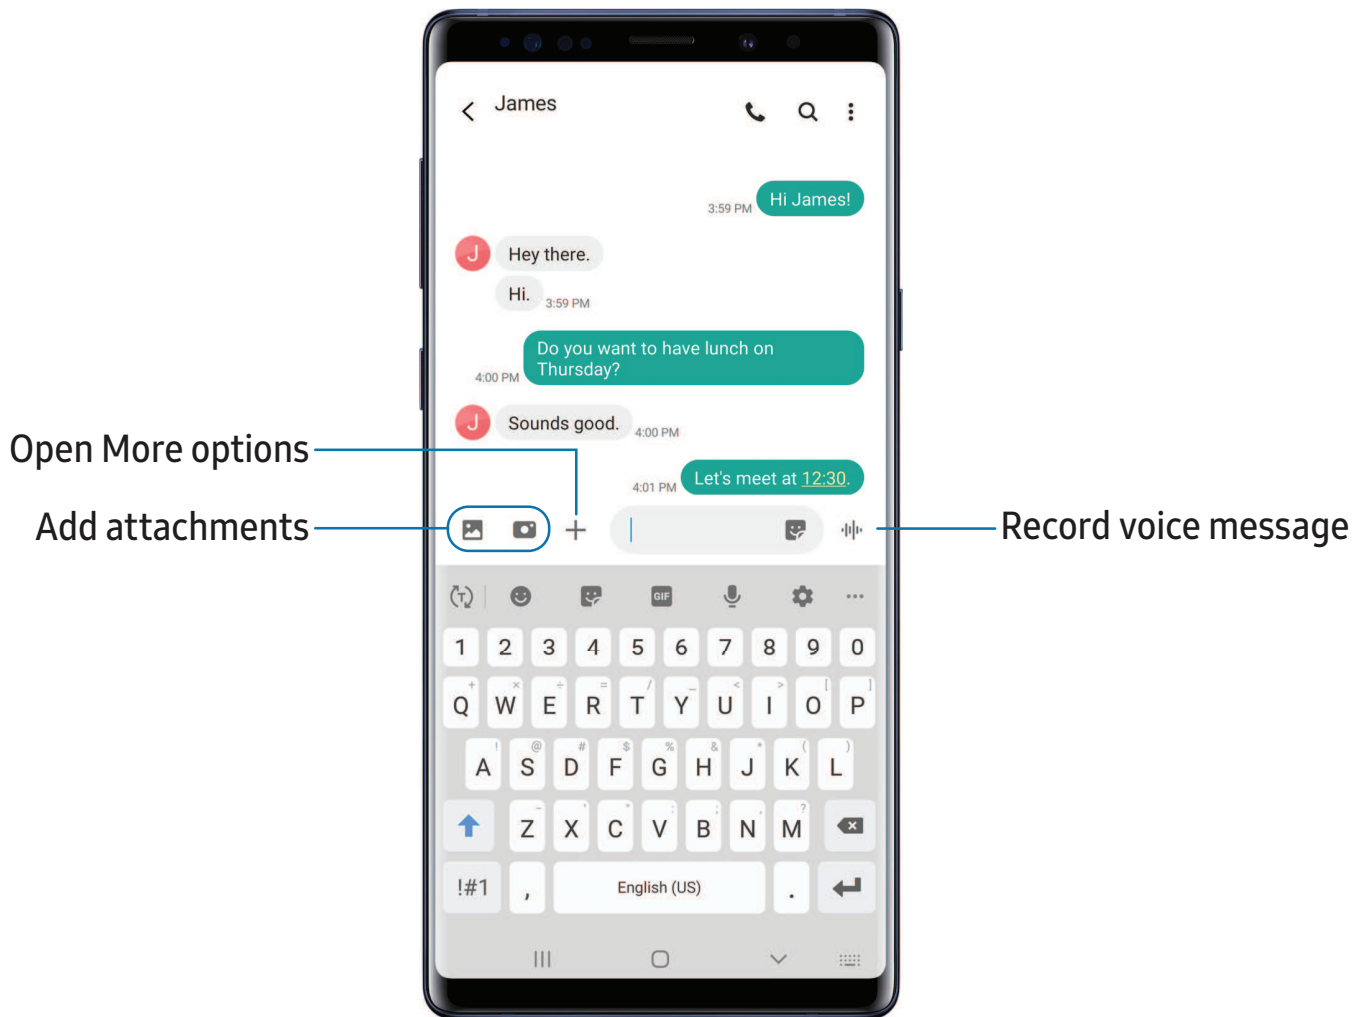 James
Hi James!
3:59 PM
J
Hey there.
Hi.
3:59 PM
Do you want to have lunch on
Thursday?
4:00 PM
J
Sounds good.
4:00 PM
Let's meet at 12:30.
4:01 PM
Open More options
Add attachments
Record voice message
T
GIF
1 2 3 4 5 6 7 8 9 0
+ × ÷ = / _ < > [ ]
Q W E R T Y U I O P
! @ # $ % & * ( )
A S D F G H J K L
- ' " : ; , ?
Z X C V B N M
!#1 , English (US) .